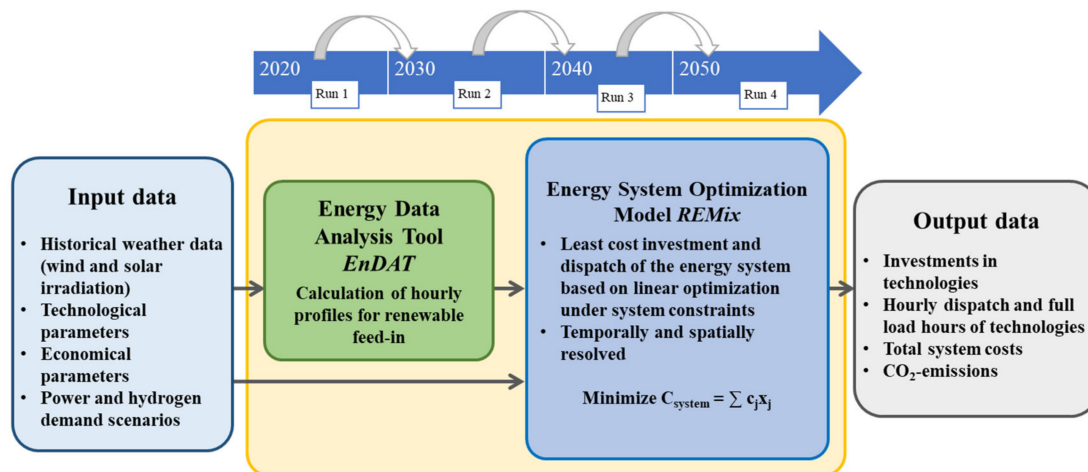 2020
2030
2040
2050
Run 1
Run 2
Run 3
Run 4
Input data
• Historical weather data
(wind and solar
irradiation)
• Technological
parameters
• Economical
parameters
• Power and hydrogen
demand scenarios
Energy Data
Analysis Tool
EnDAT
Calculation of hourly
profiles for renewable
feed-in
Energy System Optimization
Model REMix
• Least cost investment and
dispatch of the energy system
based on linear optimization
under system constraints
• Temporally and spatially
resolved
Minimize C_system = ∑ c_j x_j
Output data
• Investments in
technologies
• Hourly dispatch and full
load hours of technologies
• Total system costs
• CO₂-emissions